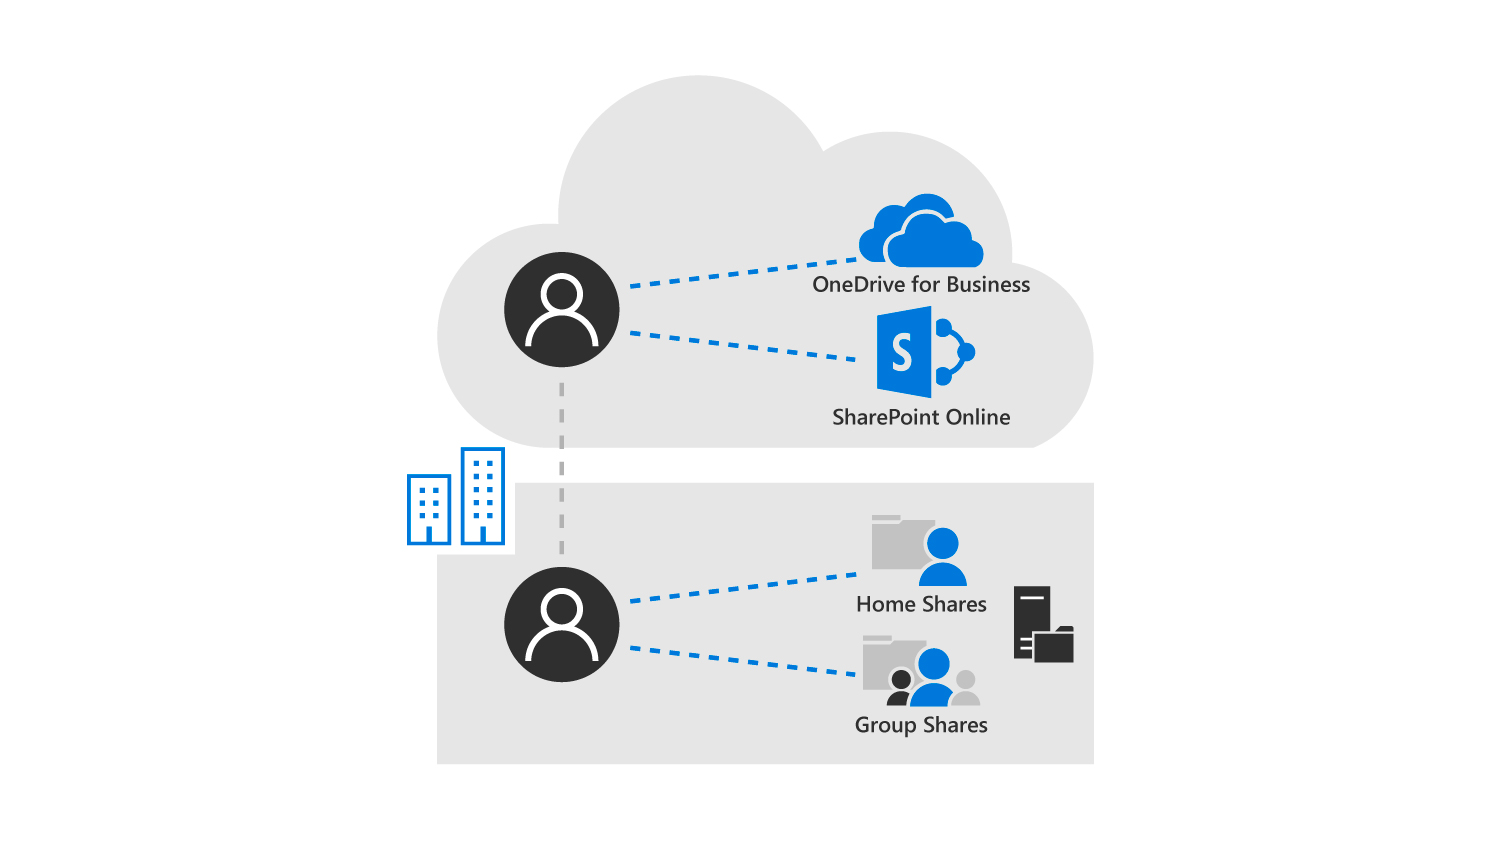 OneDrive for Business
S
SharePoint Online
Home Shares
Group Shares